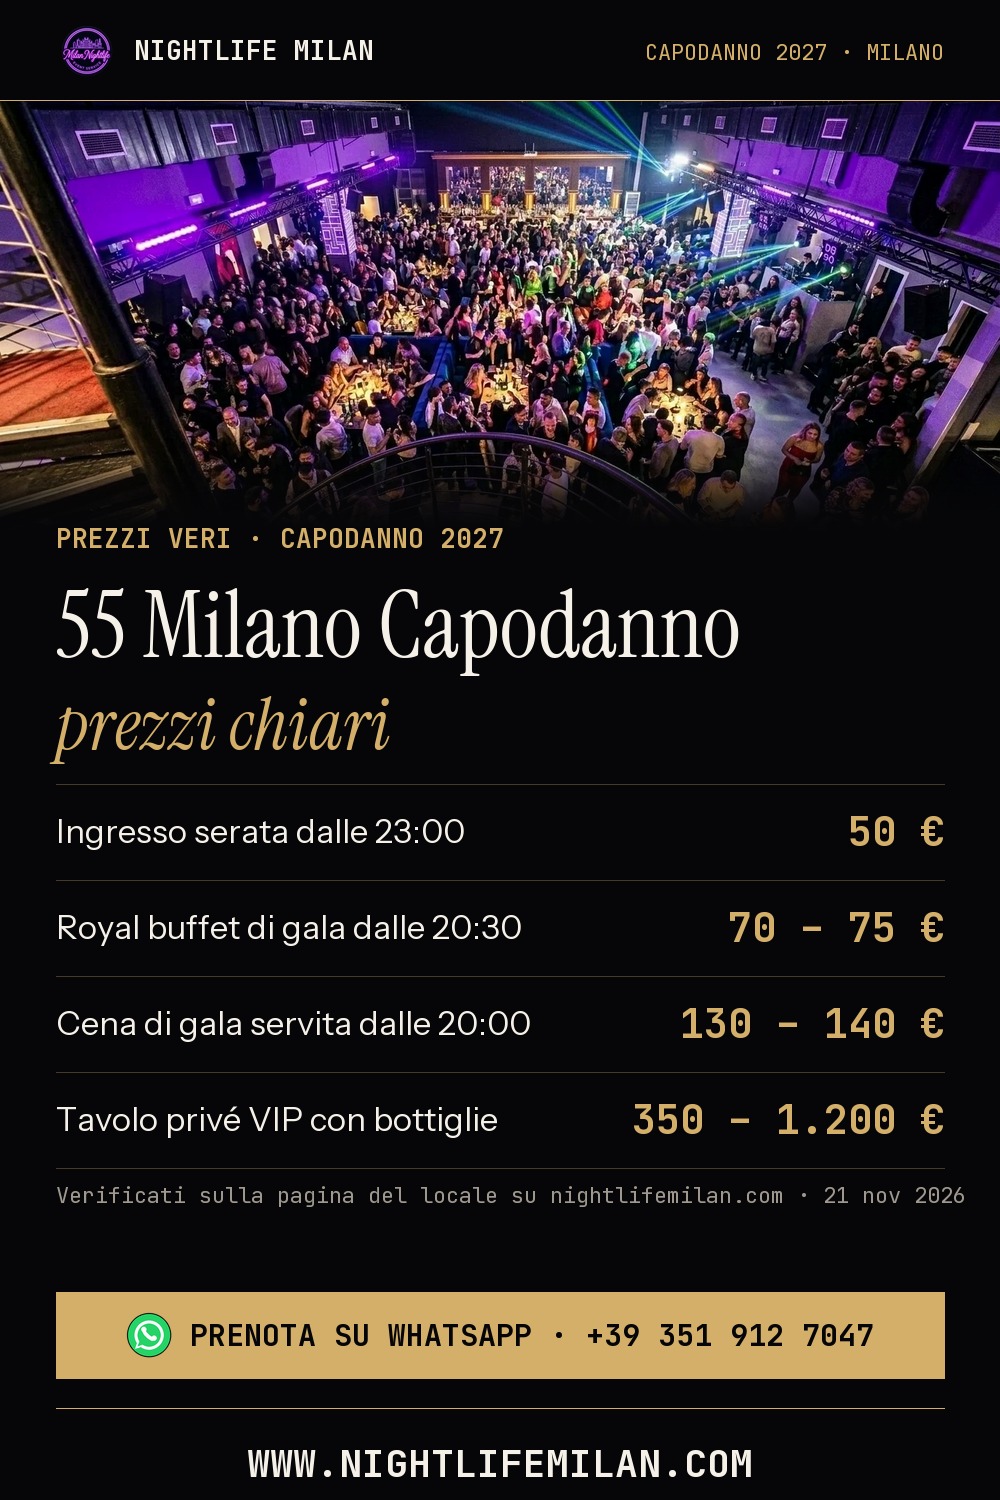 Milan Nightlife
NIGHTLIFE MILAN
CAPODANNO 2027 · MILANO
PREZZI VERI · CAPODANNO 2027
55 Milano Capodanno
prezzi chiari
Ingresso serata dalle 23:00
50 €
Royal buffet di gala dalle 20:30
70 – 75 €
Cena di gala servita dalle 20:00
130 – 140 €
Tavolo privé VIP con bottiglie
350 – 1.200 €
Verificati sulla pagina del locale su nightlifemilan.com · 21 nov 2026
PRENOTA SU WHATSAPP · +39 351 912 7047
WWW.NIGHTLIFEMILAN.COM